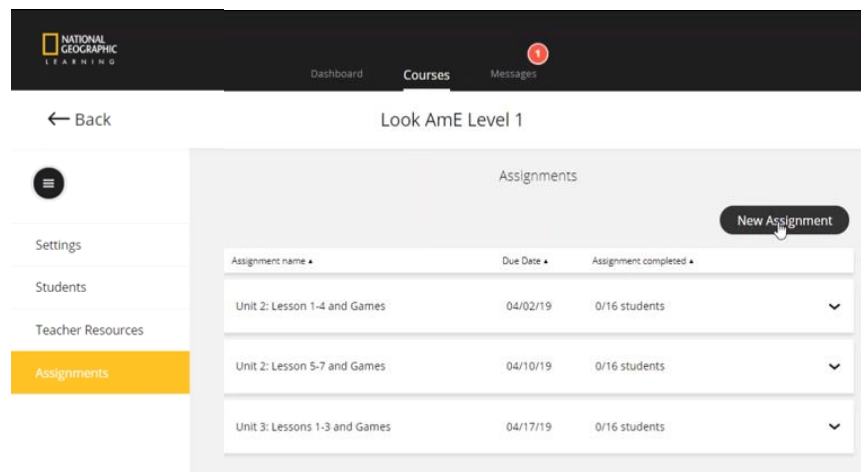 NATIONAL
GEOGRAPHIC
LEARNING
1
Dashboard Courses Messages
← Back
Look AmE Level 1
Assignments
New Assignment
Settings
Students
Teacher Resources
Assignments
Assignment name ▴ Due Date ▴ Assignment completed ▴
Unit 2: Lesson 1-4 and Games 04/02/19 0/16 students
Unit 2: Lesson 5-7 and Games 04/10/19 0/16 students
Unit 3: Lessons 1-3 and Games 04/17/19 0/16 students